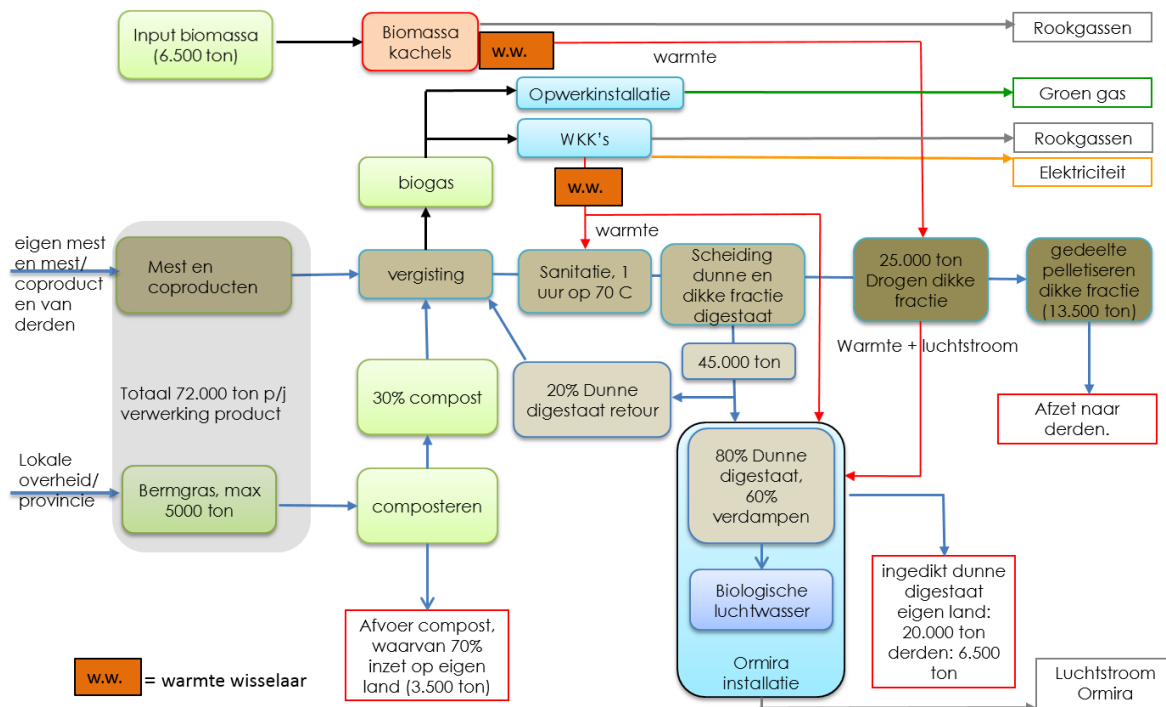 Input biomassa
(6.500 ton)
Biomassa
kachels
w.w.
warmte
Rookgassen
Opwerkinstallatie
Groen gas
WKK's
Rookgassen
Elektriciteit
w.w.
biogas
warmte
eigen mest
en mest/
coproduct
en van
derden
Mest en
coproducten
vergisting
Sanitatie, 1
uur op 70 C
Scheiding
dunne en
dikke fractie
digestaat
25.000 ton
Drogen dikke
fractie
gedeelte
pelletiseren
dikke fractie
(13.500 ton)
Warmte + luchtstroom
45.000 ton
Totaal 72.000 ton p/j
verwerking product
30% compost
20% Dunne
digestaat retour
Afzet naar
derden.
Lokale
overheid/
provincie
Bermgras, max
5000 ton
composteren
80% Dunne
digestaat,
60%
verdampen
Biologische
luchtwasser
Ormira
installatie
ingedikt dunne
digestaat
eigen land:
20.000 ton
derden: 6.500
ton
Afvoer compost,
waarvan 70%
inzet op eigen
land (3.500 ton)
w.w.
= warmte wisselaar
Luchtstroom
Ormira